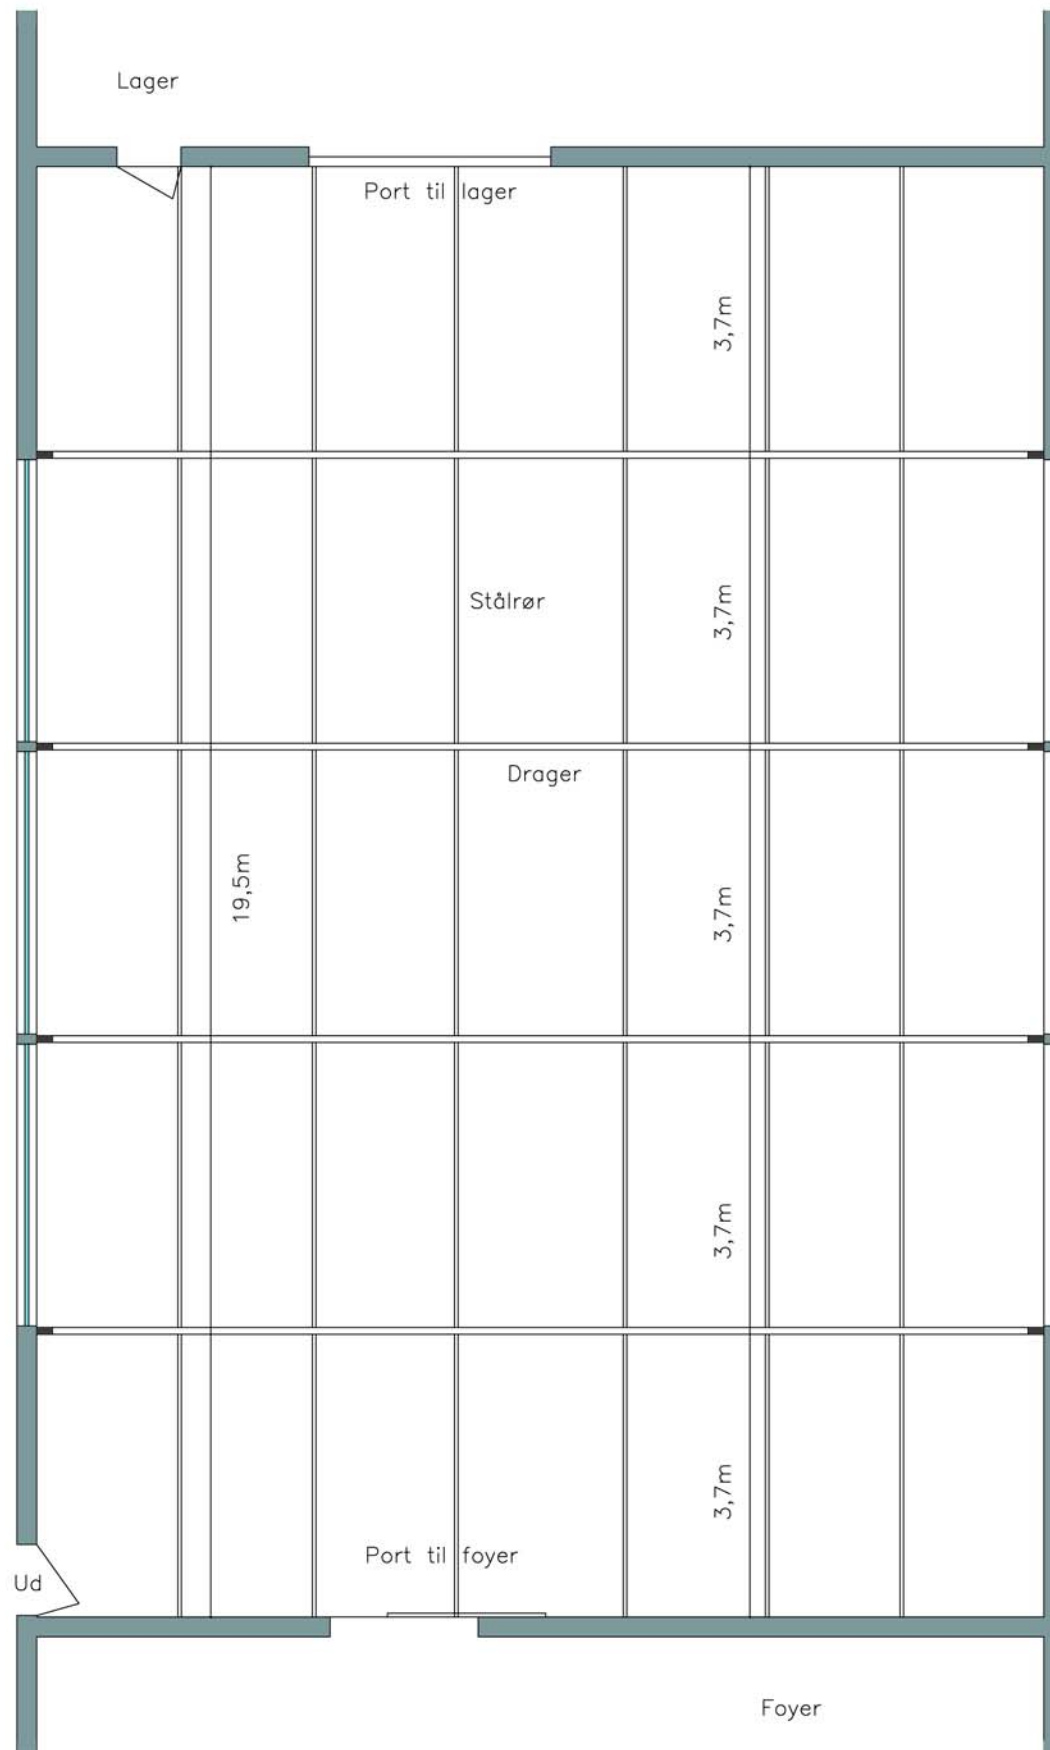 Lager
Port til lager
3,7m
Stålrør
3,7m
Drager
19,5m
3,7m
3,7m
3,7m
Port til foyer
Ud
Foyer